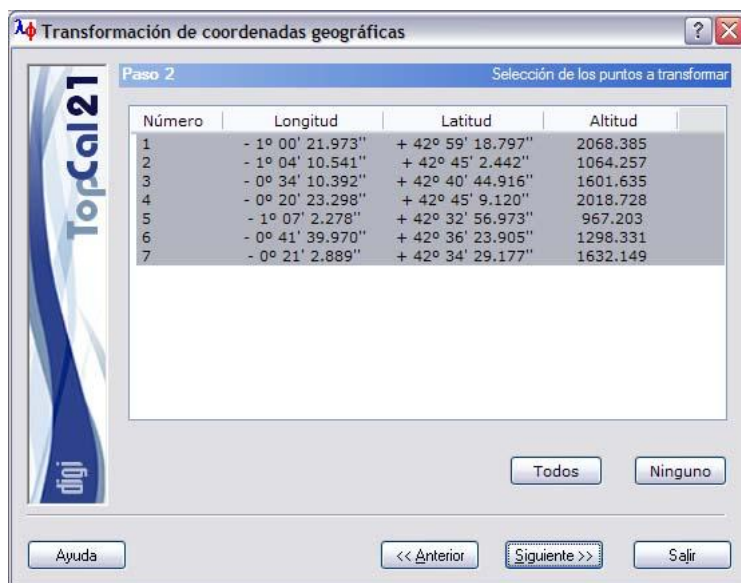 λϕ Transformación de coordenadas geográficas
?
TopCal21
digi
Paso 2 Selección de los puntos a transformar
Número Longitud Latitud Altitud
1 - 1º 00' 21.973'' + 42º 59' 18.797'' 2068.385
2 - 1º 04' 10.541'' + 42º 45' 2.442'' 1064.257
3 - 0º 34' 10.392'' + 42º 40' 44.916'' 1601.635
4 - 0º 20' 23.298'' + 42º 45' 9.120'' 2018.728
5 - 1º 07' 2.278'' + 42º 32' 56.973'' 967.203
6 - 0º 41' 39.970'' + 42º 36' 23.905'' 1298.331
7 - 0º 21' 2.889'' + 42º 34' 29.177'' 1632.149
Todos Ninguno
Ayuda << Anterior Siguiente >> Salir